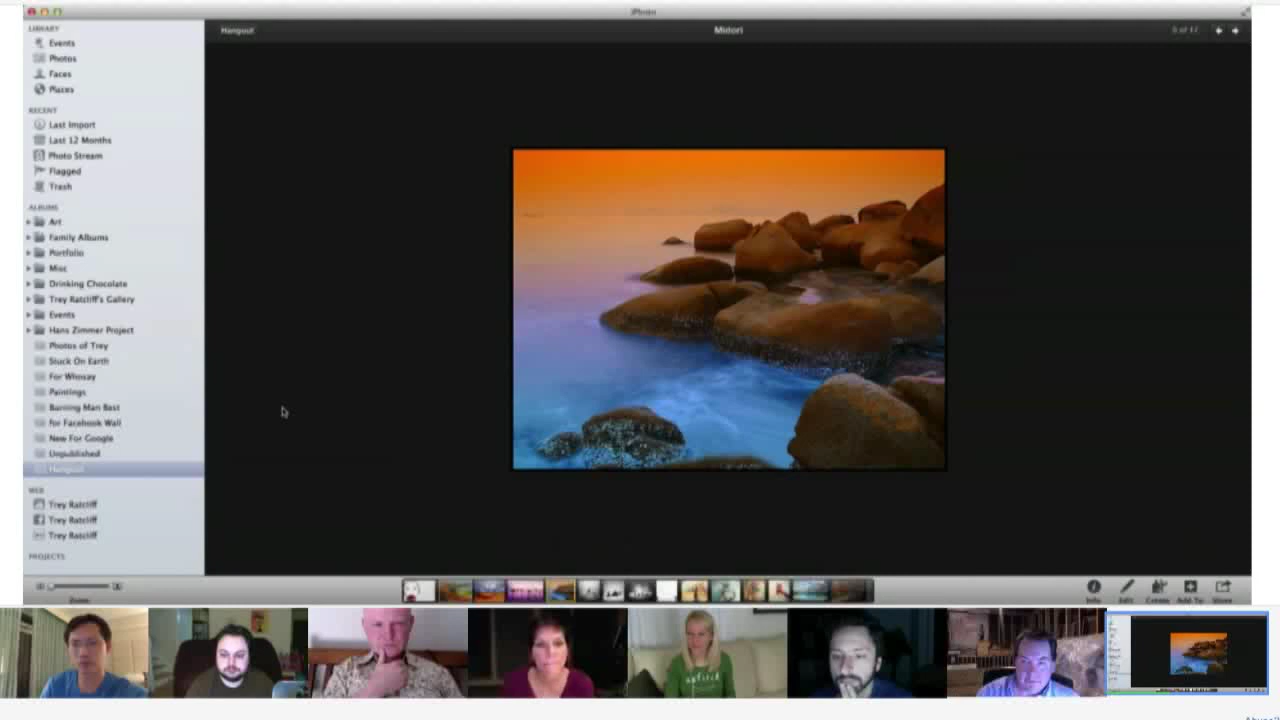 iPhoto
LIBRARY
Hangout
Midori
Events
Photos
Faces
Places
RECENT
Last Import
Last 12 Months
Photo Stream
Flagged
Trash
ALBUMS
Art
Family Albums
Portfolio
Misc
Drinking Chocolate
Trey Ratcliff's Gallery
Events
Hans Zimmer Project
Photos of Trey
Stuck On Earth
For Whosay
Paintings
Burning Man Best
for Facebook Wall
New For Google
Unpublished
Hangout
WEB
Trey Ratcliff
Trey Ratcliff
Trey Ratcliff
PROJECTS
Zoom
Info
Edit
Create
Add To
Share